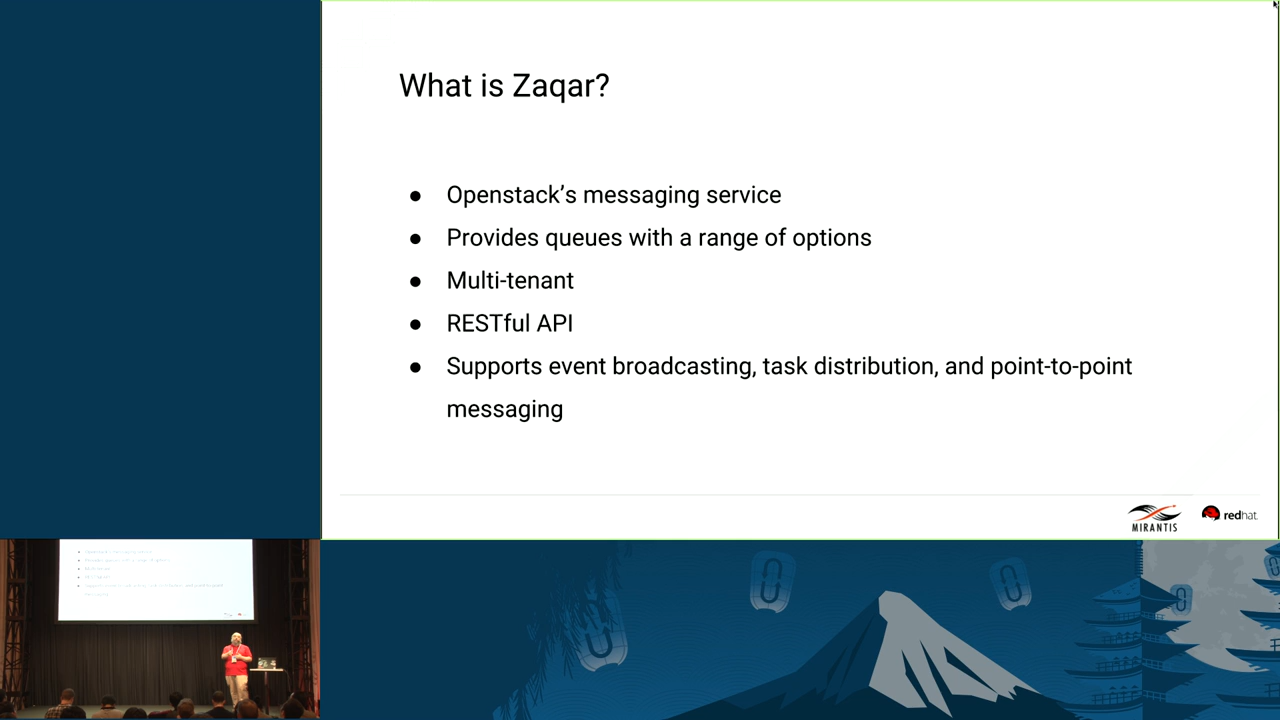 What is Zaqar?
● Openstack’s messaging service
● Provides queues with a range of options
● Multi-tenant
● RESTful API
● Supports event broadcasting, task distribution, and point-to-point
messaging
MIRANTIS
redhat.